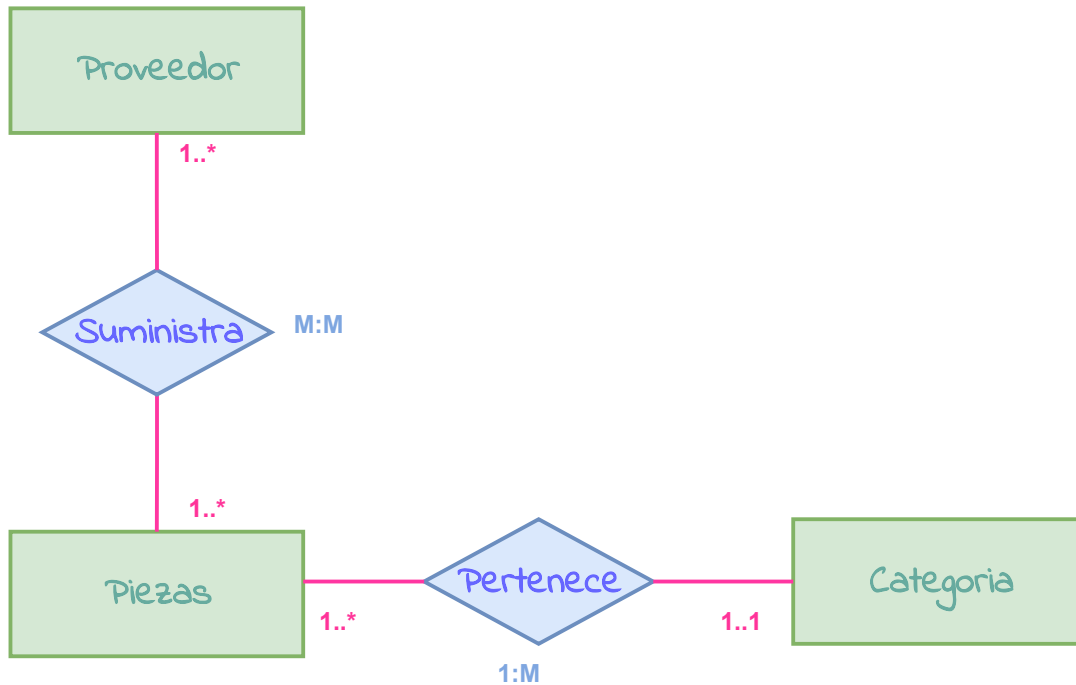 Proveedor
1..*
Suministra
M:M
1..*
Piezas
1..*
Pertenece
1:M
1..1
Categoria